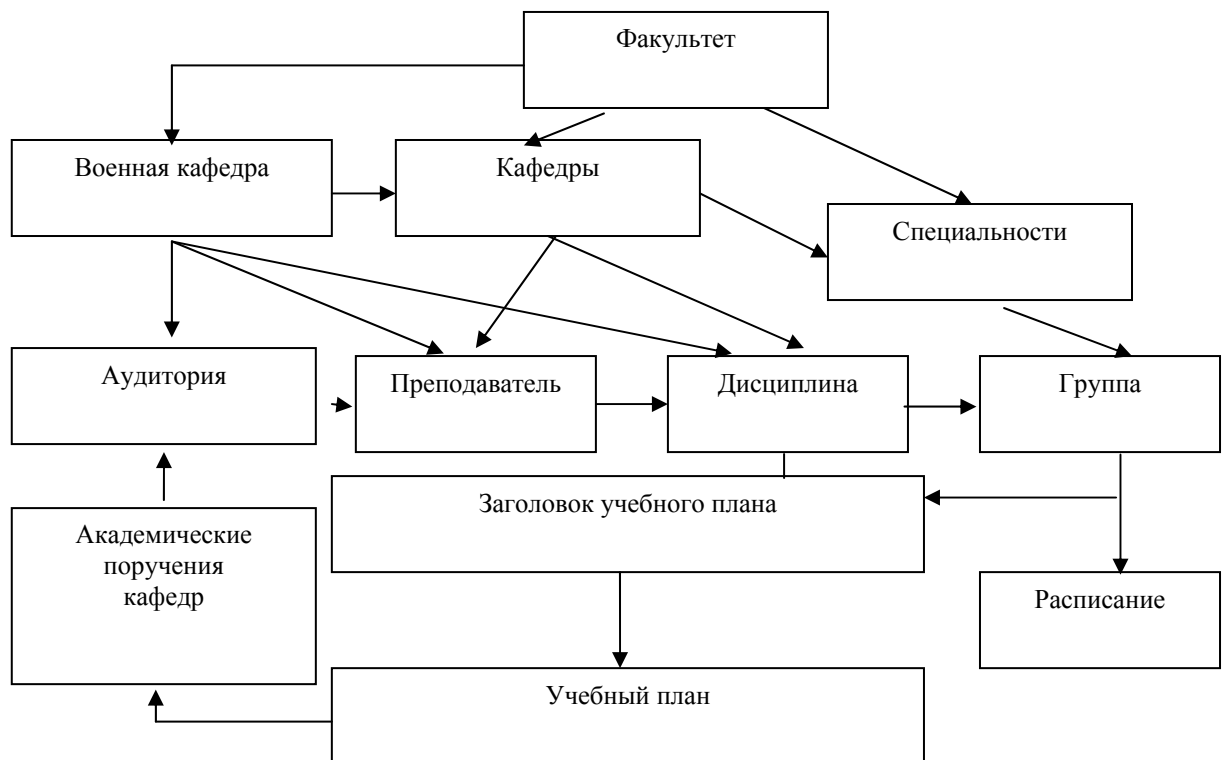 Факультет
Военная кафедра
Кафедры
Специальности
Аудитория
Преподаватель
Дисциплина
Группа
Заголовок учебного плана
Академические
поручения
кафедр
Расписание
Учебный план